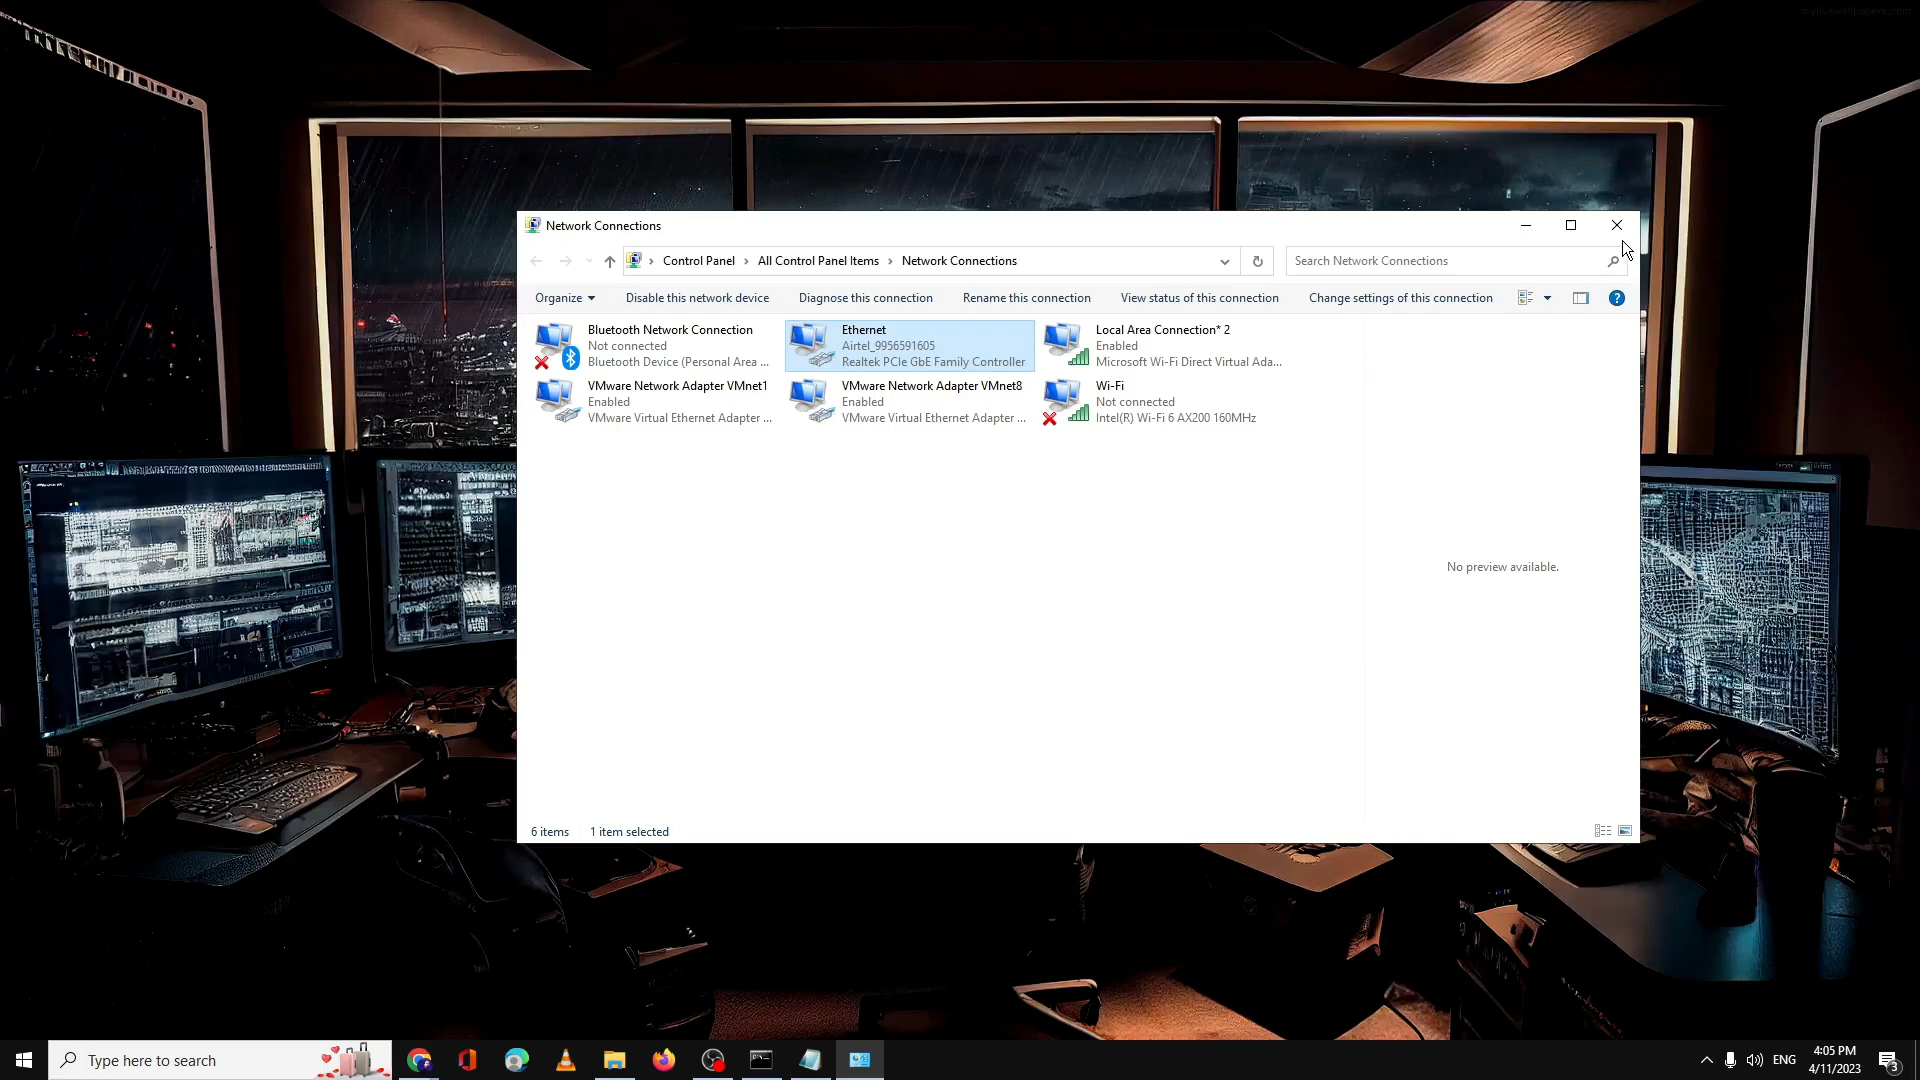 mylivewallpapers.com
Network Connections
Control Panel > All Control Panel Items > Network Connections
Search Network Connections
Organize
Disable this network device
Diagnose this connection
Rename this connection
View status of this connection
Change settings of this connection
Bluetooth Network Connection
Not connected
Bluetooth Device (Personal Area ...
Ethernet
Airtel_9956591605
Realtek PCIe GbE Family Controller
Local Area Connection* 2
Enabled
Microsoft Wi-Fi Direct Virtual Ada...
VMware Network Adapter VMnet1
Enabled
VMware Virtual Ethernet Adapter ...
VMware Network Adapter VMnet8
Enabled
VMware Virtual Ethernet Adapter ...
Wi-Fi
Not connected
Intel(R) Wi-Fi 6 AX200 160MHz
No preview available.
6 items
1 item selected
Type here to search
ENG
4:05 PM
4/11/2023
3